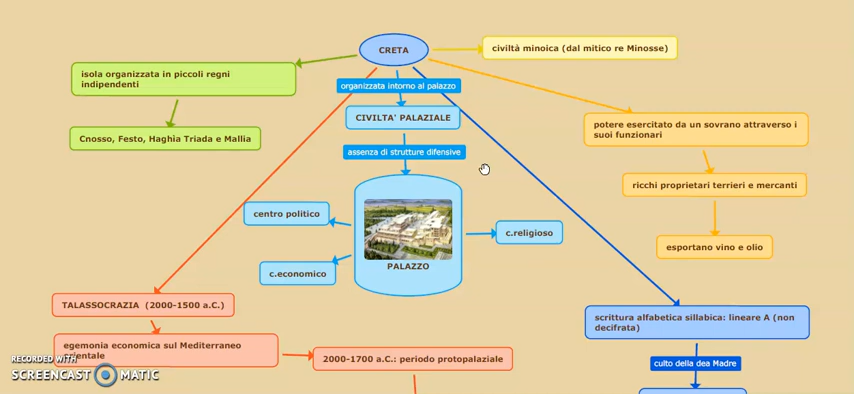 CRETA
civiltà minoica (dal mitico re Minosse)
isola organizzata in piccoli regni
indipendenti
organizzata intorno al palazzo
CIVILTA' PALAZIALE
potere esercitato da un sovrano attraverso i
suoi funzionari
Cnosso, Festo, Haghia Triada e Mallia
assenza di strutture difensive
ricchi proprietari terrieri e mercanti
centro politico
c.religioso
esportano vino e olio
PALAZZO
c.economico
TALASSOCRAZIA (2000-1500 a.C.)
scrittura alfabetica sillabica: lineare A (non
decifrata)
egemonia economica sul Mediterraneo
orientale
2000-1700 a.C.: periodo protopalaziale
culto della dea Madre
RECORDED WITH
SCREENCAST MATIC